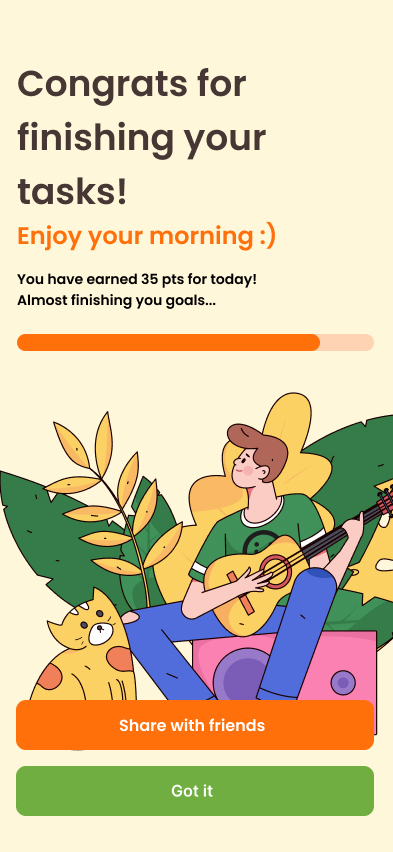 Congrats for
finishing your
tasks!
Enjoy your morning :)
You have earned 35 pts for today!
Almost finishing you goals...
Share with friends
Got it